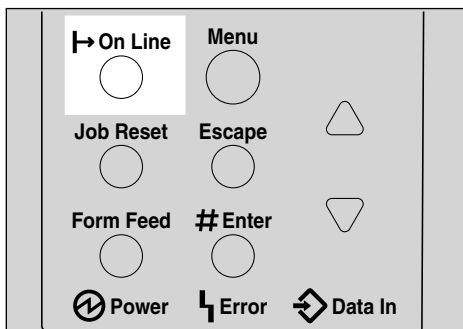 On Line Menu
Job Reset Escape
Form Feed # Enter
Power Error Data In